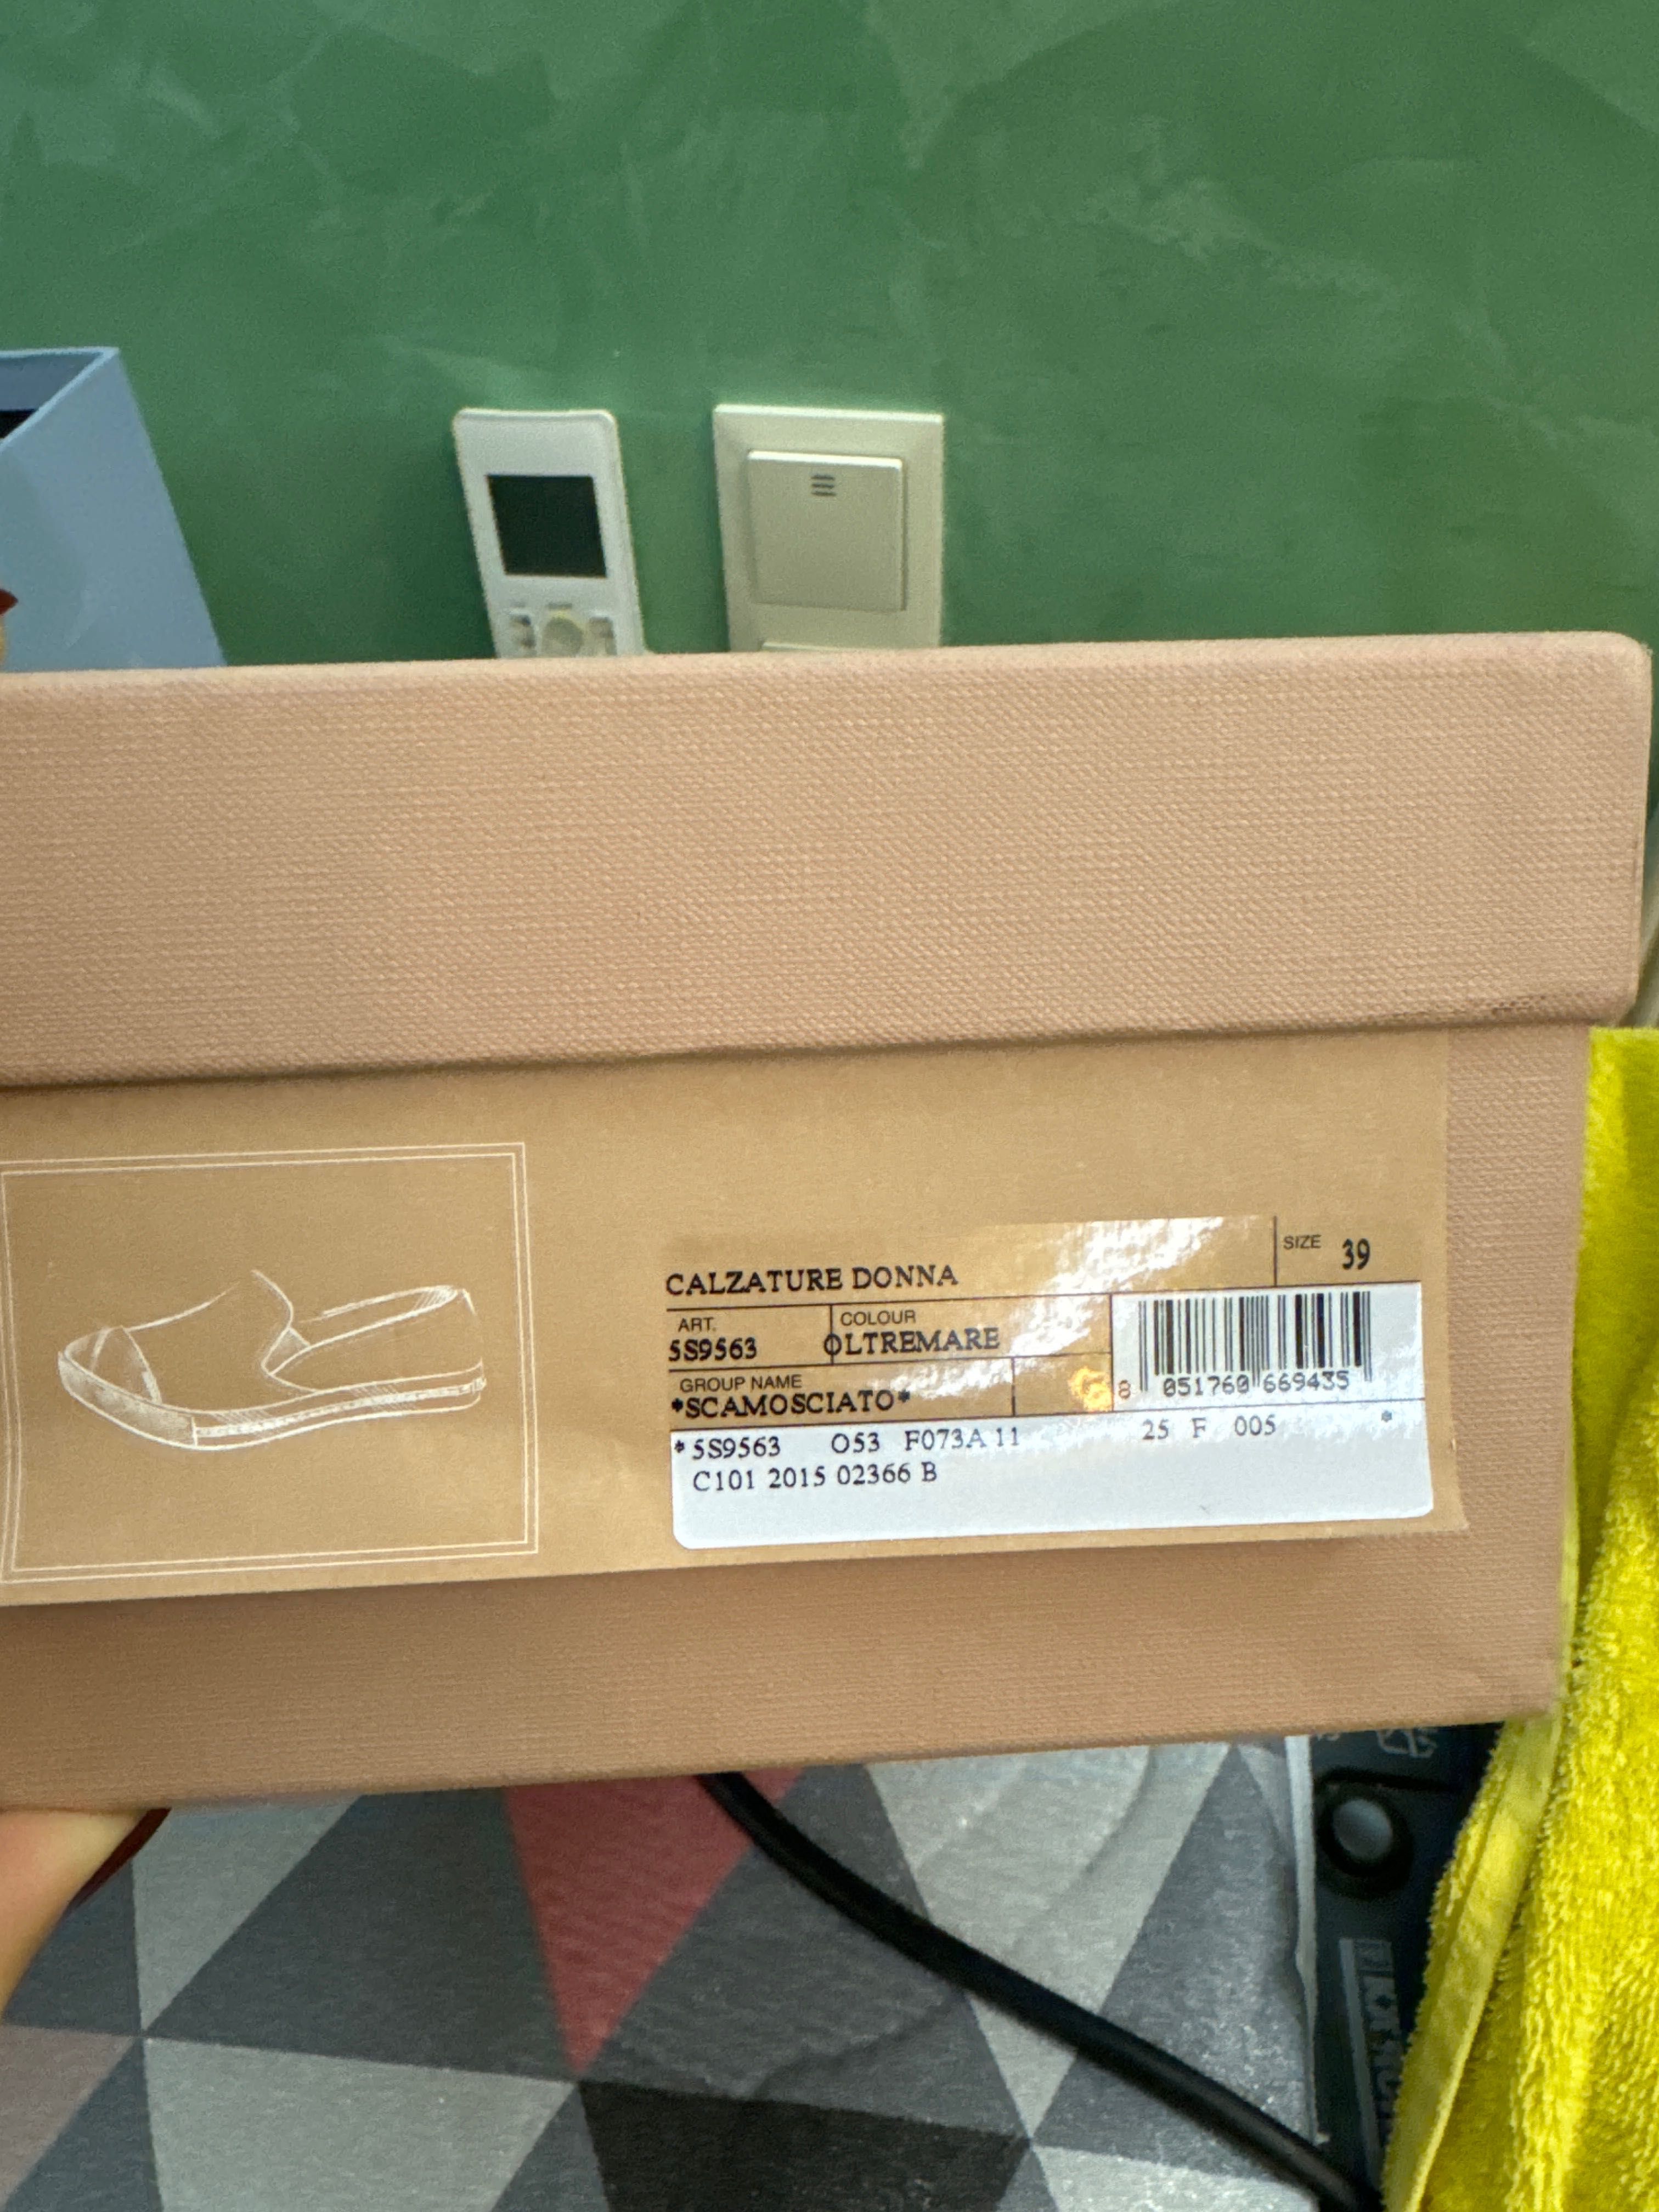 CALZATURE DONNA
SIZE 39
ART.
5S9563
COLOUR
OLTREMARE
GROUP NAME
*SCAMOSCIATO*
8 051760 669435
*5S9563 O53 F073A 11 25 F 005 *
C101 2015 02366 B